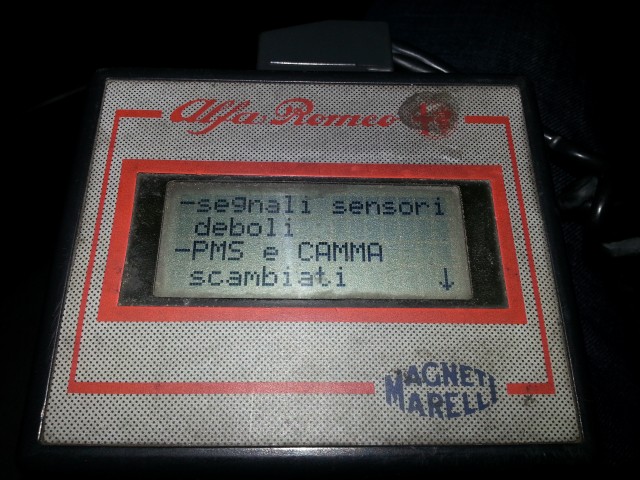 Alfa Romeo
-segnali sensori
deboli
-PMS e CAMMA
scambiati ↓
MAGNETI
MARELLI